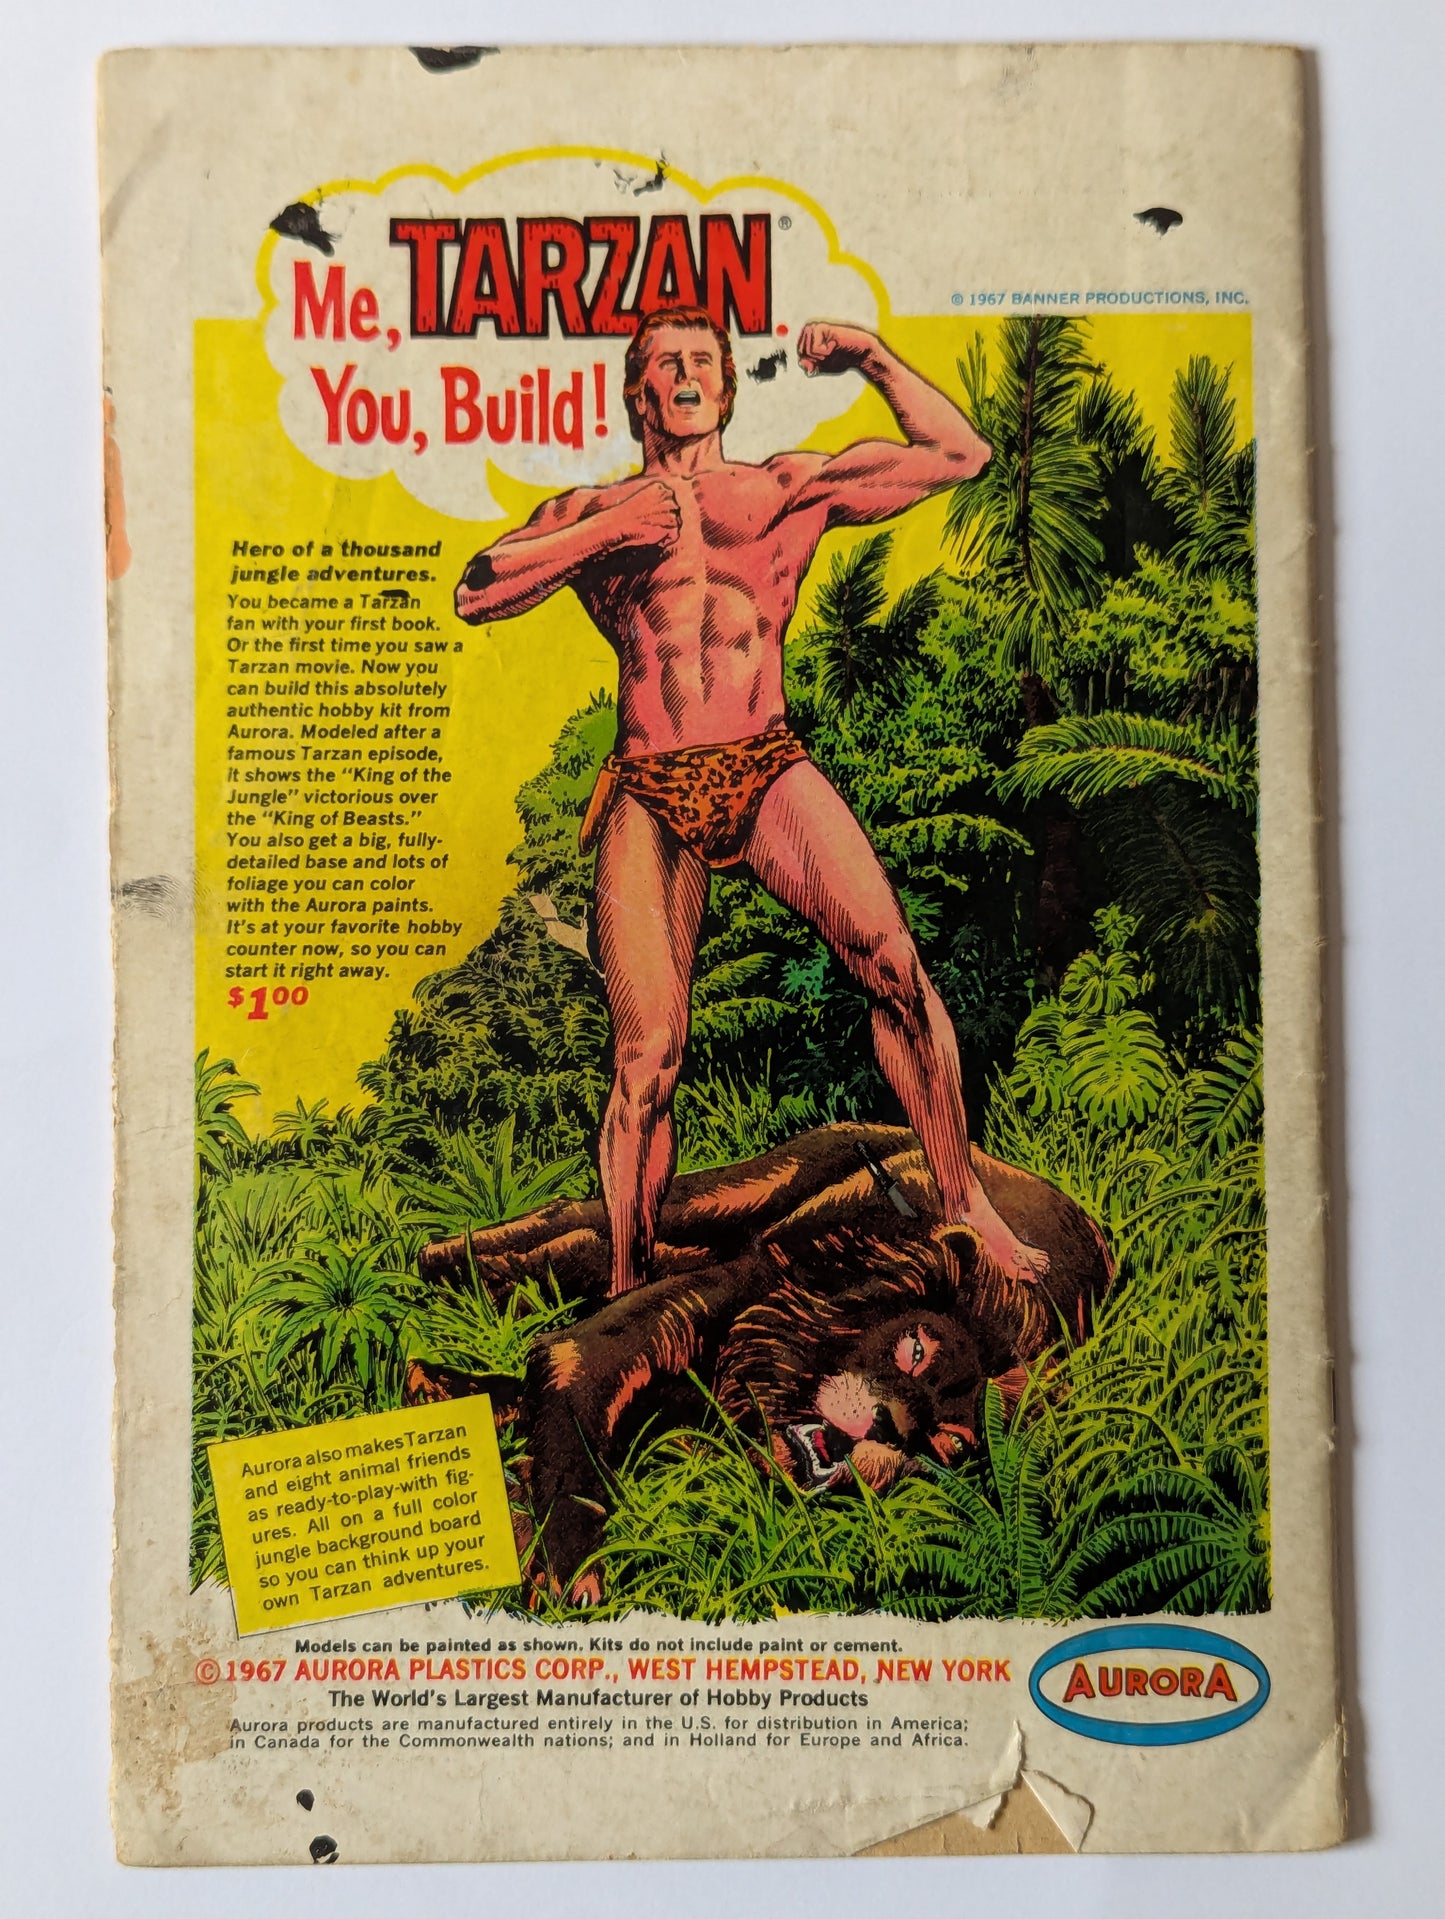 Me, TARZAN®.
You, Build!
© 1967 BANNER PRODUCTIONS, INC.
Hero of a thousand
jungle adventures.
You became a Tarzan
fan with your first book.
Or the first time you saw a
Tarzan movie. Now you
can build this absolutely
authentic hobby kit from
Aurora. Modeled after a
famous Tarzan episode,
it shows the “King of the
Jungle” victorious over
the “King of Beasts.”
You also get a big, fully-
detailed base and lots of
foliage you can color
with the Aurora paints.
It's at your favorite hobby
counter now, so you can
start it right away.
$100
Aurora also makes Tarzan
and eight animal friends
as ready-to-play-with fig-
ures. All on a full color
jungle background board
so you can think up your
own Tarzan adventures.
Models can be painted as shown. Kits do not include paint or cement.
© 1967 AURORA PLASTICS CORP., WEST HEMPSTEAD, NEW YORK
The World's Largest Manufacturer of Hobby Products
Aurora products are manufactured entirely in the U.S. for distribution in America;
in Canada for the Commonwealth nations; and in Holland for Europe and Africa.
AURORA